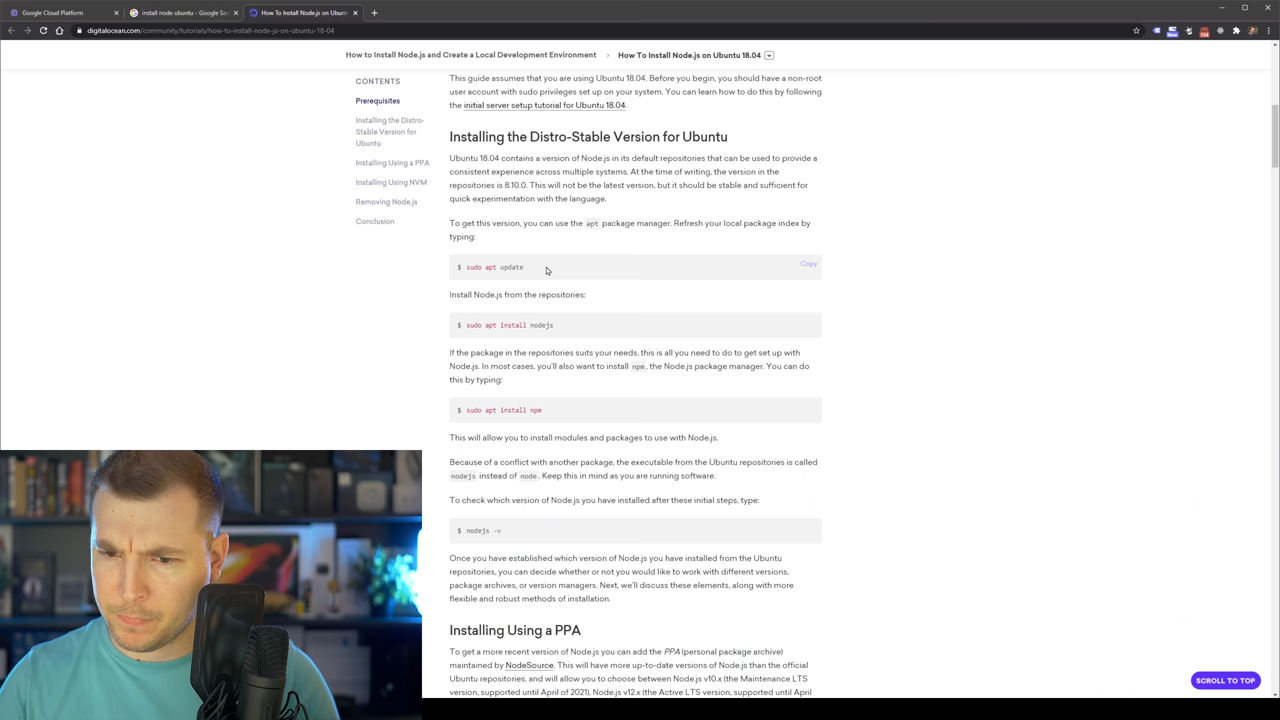 Google Cloud Platform
install node ubuntu - Google Se
How To Install Node.js on Ubunt
digitalocean.com/community/tutorials/how-to-install-node-js-on-ubuntu-18-04
How to Install Node.js and Create a Local Development Environment
How To Install Node.js on Ubuntu 18.04
CONTENTS
Prerequisites
Installing the Distro-
Stable Version for
Ubuntu
Installing Using a PPA
Installing Using NVM
Removing Node.js
Conclusion
This guide assumes that you are using Ubuntu 18.04. Before you begin, you should have a non-root
user account with sudo privileges set up on your system. You can learn how to do this by following
the initial server setup tutorial for Ubuntu 18.04.
Installing the Distro-Stable Version for Ubuntu
Ubuntu 18.04 contains a version of Node.js in its default repositories that can be used to provide a
consistent experience across multiple systems. At the time of writing, the version in the
repositories is 8.10.0. This will not be the latest version, but it should be stable and sufficient for
quick experimentation with the language.
To get this version, you can use the apt package manager. Refresh your local package index by
typing:
$ sudo apt update
Copy
Install Node.js from the repositories:
$ sudo apt install nodejs
If the package in the repositories suits your needs, this is all you need to do to get set up with
Node.js. In most cases, you'll also want to install npm, the Node.js package manager. You can do
this by typing:
$ sudo apt install npm
This will allow you to install modules and packages to use with Node.js.
Because of a conflict with another package, the executable from the Ubuntu repositories is called
nodejs instead of node. Keep this in mind as you are running software.
To check which version of Node.js you have installed after these initial steps, type:
$ nodejs -v
Once you have established which version of Node.js you have installed from the Ubuntu
repositories, you can decide whether or not you would like to work with different versions,
package archives, or version managers. Next, we'll discuss these elements, along with more
flexible and robust methods of installation.
Installing Using a PPA
To get a more recent version of Node.js you can add the PPA (personal package archive)
maintained by NodeSource. This will have more up-to-date versions of Node.js than the official
Ubuntu repositories, and will allow you to choose between Node.js v10.x (the Maintenance LTS
version, supported until April of 2021), Node.js v12.x (the Active LTS version, supported until April
SCROLL TO TOP